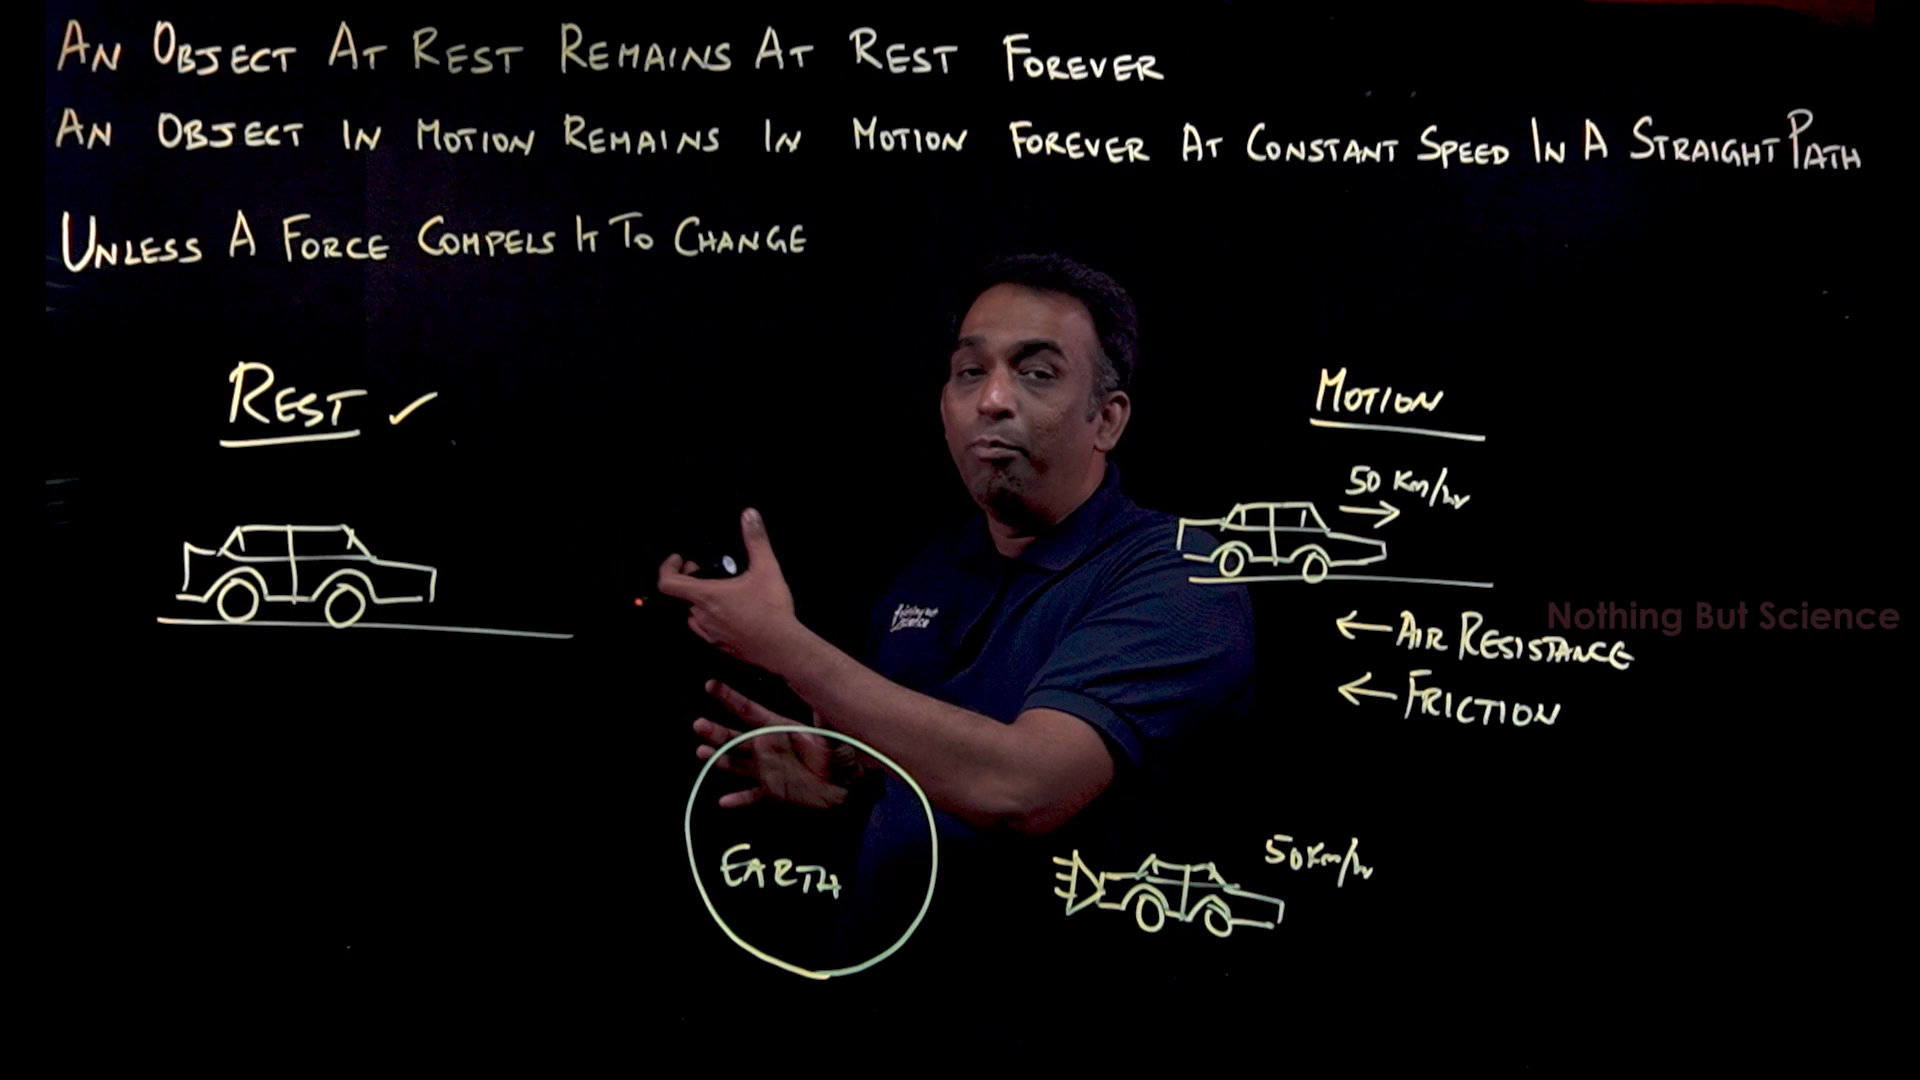 AN OBJECT AT REST REMAINS AT REST FOREVER
AN OBJECT IN MOTION REMAINS IN MOTION FOREVER AT CONSTANT SPEED IN A STRAIGHT PATH
UNLESS A FORCE COMPELS IT TO CHANGE
REST ✓
MOTION
50 Km/hr
Nothing But Science
← AIR RESISTANCE
← FRICTION
EARTH
50 Km/hr